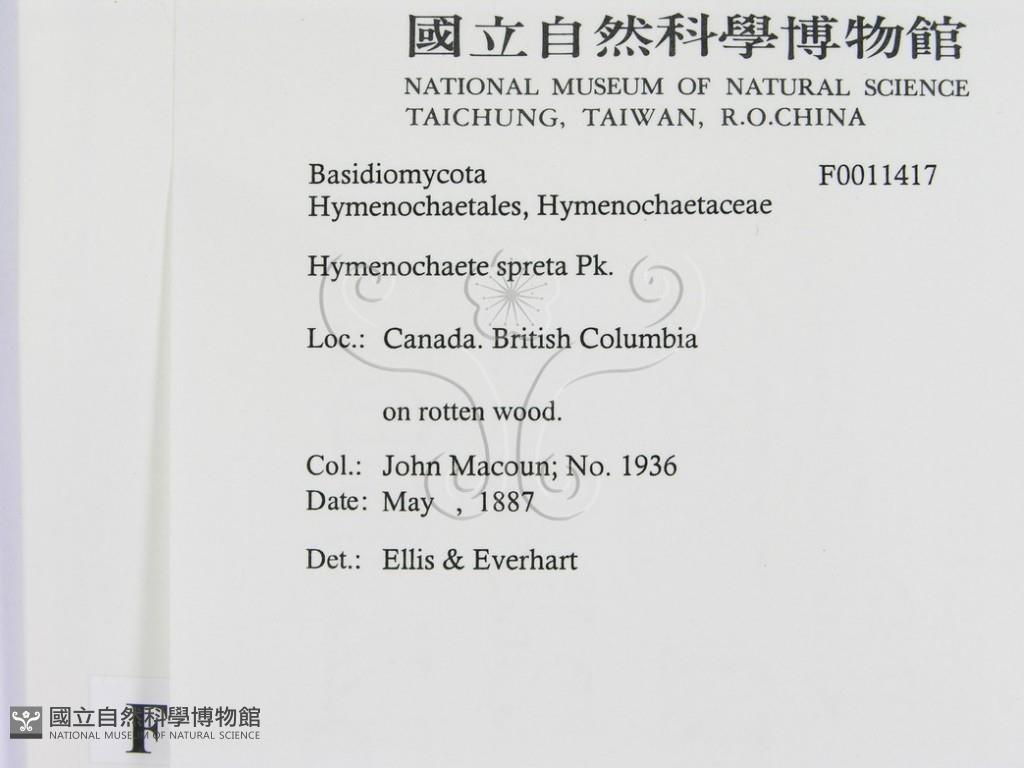 國立自然科學博物館
NATIONAL MUSEUM OF NATURAL SCIENCE
TAICHUNG, TAIWAN, R.O.CHINA
Basidiomycota F0011417
Hymenochaetales, Hymenochaetaceae
Hymenochaete spreta Pk.
Loc.: Canada. British Columbia
on rotten wood.
Col.: John Macoun; No. 1936
Date: May , 1887
Det.: Ellis & Everhart
F
國立自然科學博物館
NATIONAL MUSEUM OF NATURAL SCIENCE